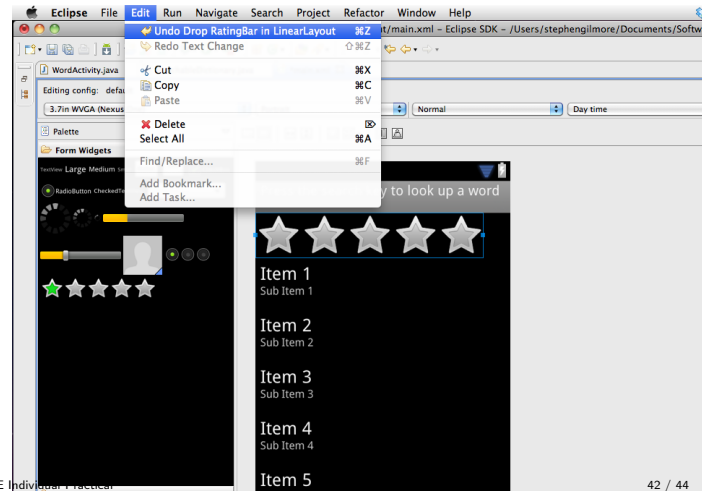 Eclipse File Edit Run Navigate Search Project Refactor Window Help
Undo Drop RatingBar in LinearLayout ⌘Z
ut/main.xml – Eclipse SDK – /Users/stephengilmore/Documents/Softw
Redo Text Change ⇧⌘Z
WordActivity.java
Cut ⌘X
Editing config: defau
Copy ⌘C
Paste ⌘V
3.7in WVGA (Nexus
Normal
Day time
Delete ⌦
Palette
Select All ⌘A
Form Widgets
Find/Replace... ⌘F
TextView Large Medium
Add Bookmark...
RadioButton CheckedTe
y to look up a word
Add Task...
Item 1
Sub Item 1
Item 2
Sub Item 2
Item 3
Sub Item 3
Item 4
Sub Item 4
Item 5
E Individual Practical
42 / 44